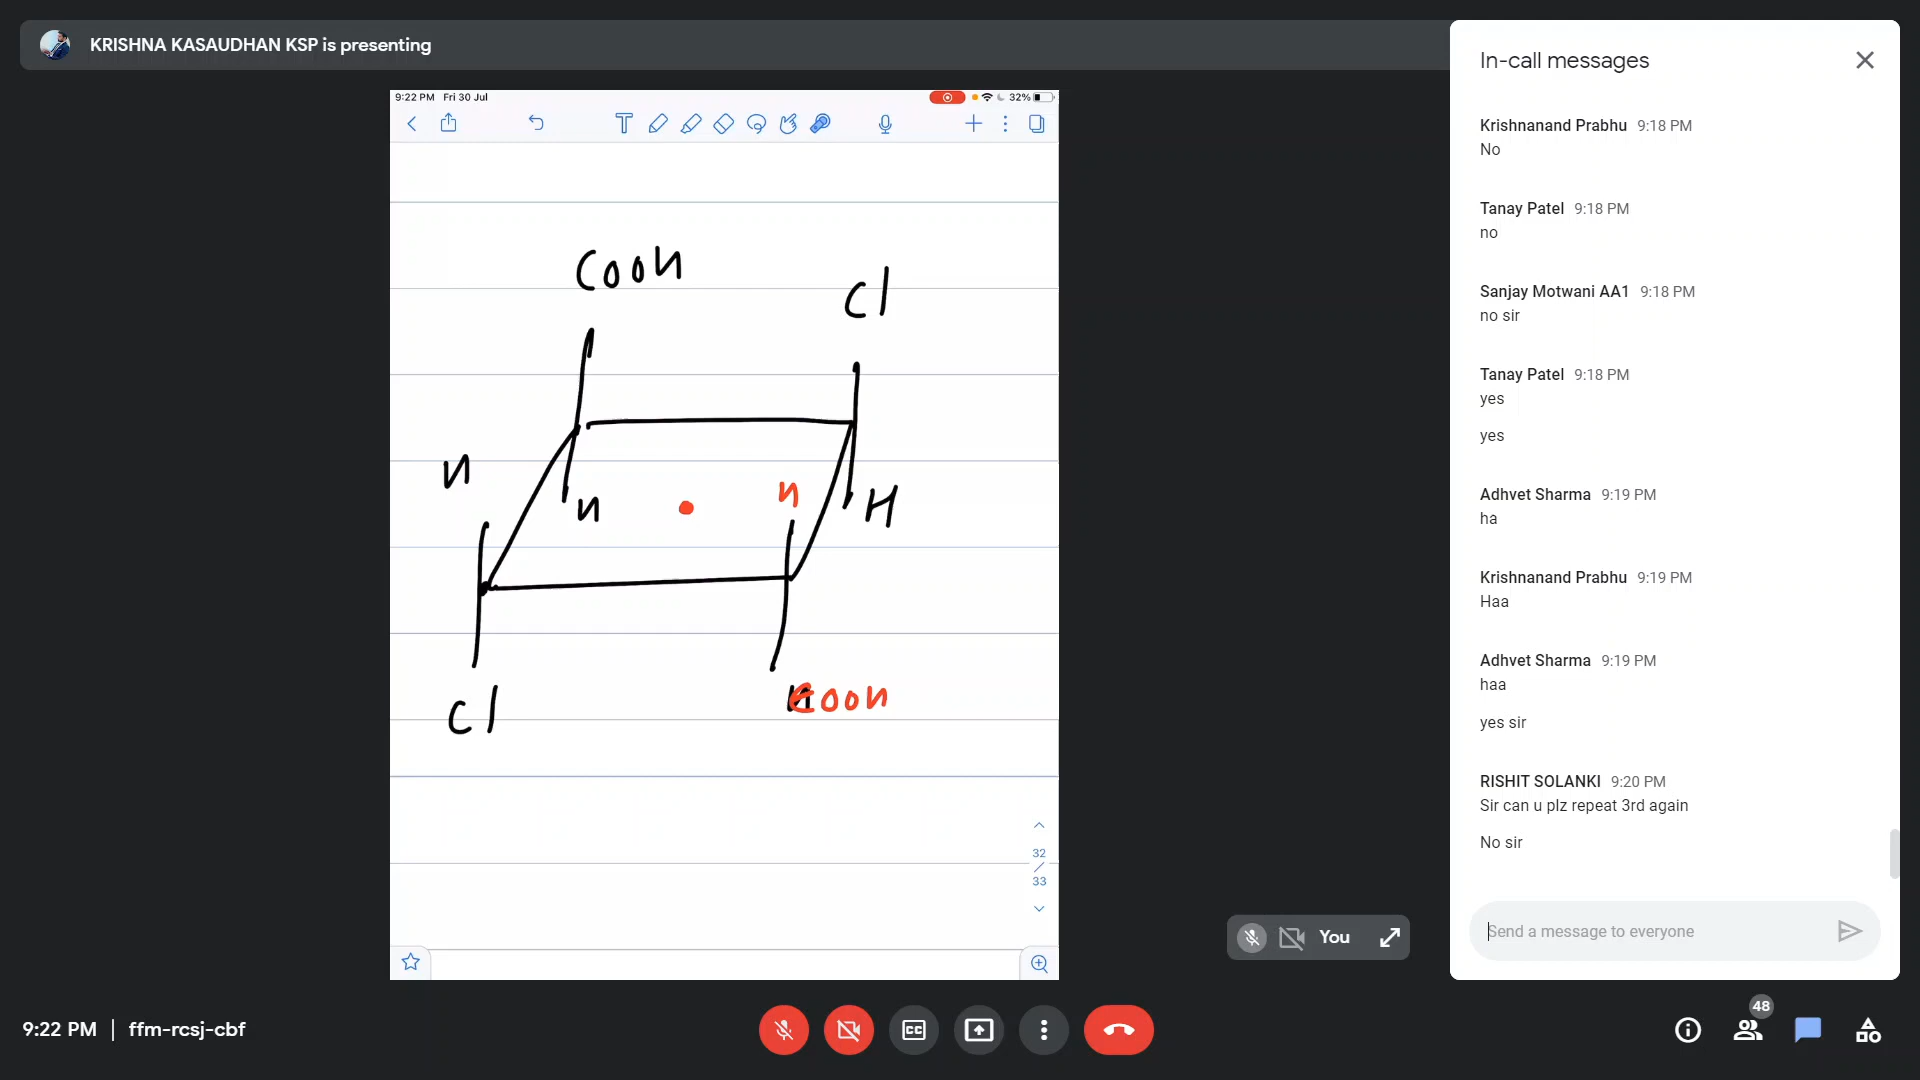 KRISHNA KASAUDHAN KSP is presenting
9:22 PM Fri 30 Jul
32%
COOH
Cl
H
H
H
H
Cl
COOH
32
33
You
9:22 PM | ffm-rcsj-cbf
CC
48
In-call messages
Krishnanand Prabhu 9:18 PM
No
Tanay Patel 9:18 PM
no
Sanjay Motwani AA1 9:18 PM
no sir
Tanay Patel 9:18 PM
yes
yes
Adhvet Sharma 9:19 PM
ha
Krishnanand Prabhu 9:19 PM
Haa
Adhvet Sharma 9:19 PM
haa
yes sir
RISHIT SOLANKI 9:20 PM
Sir can u plz repeat 3rd again
No sir
Send a message to everyone